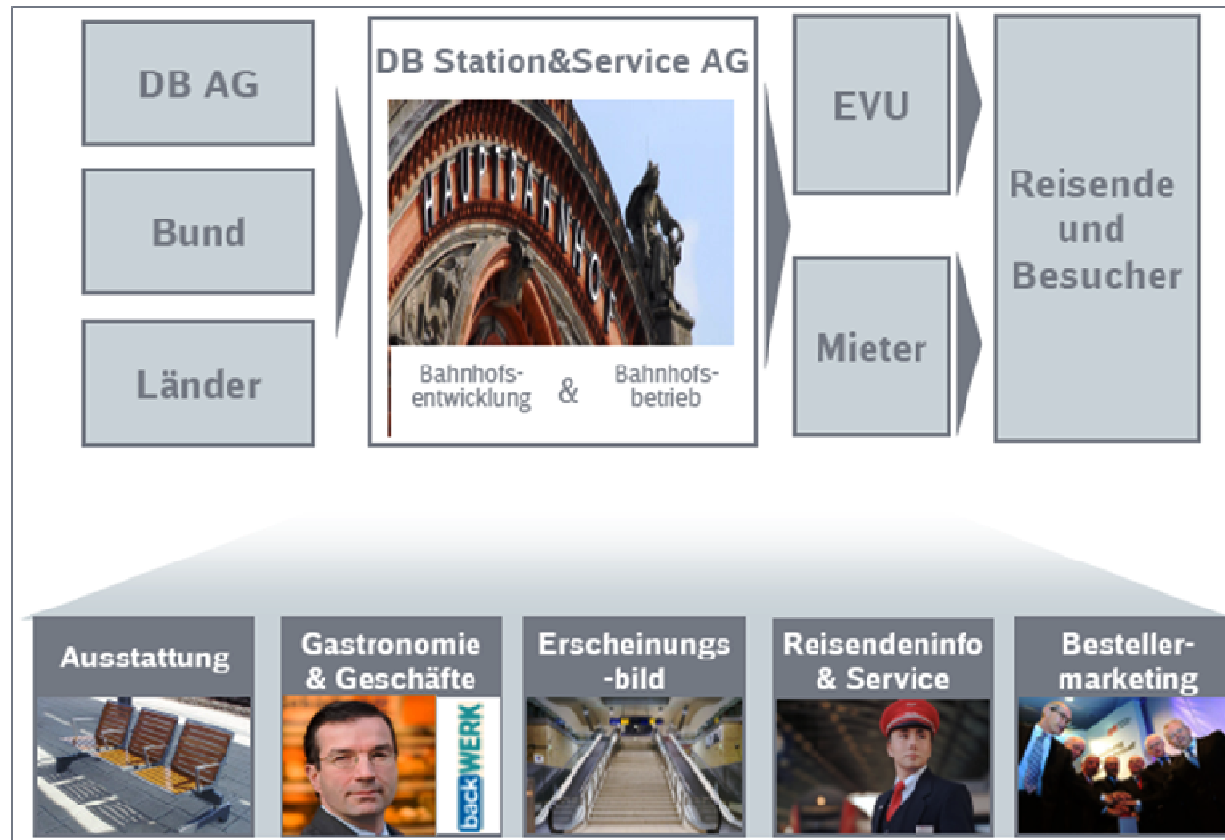 DB AG
Bund
Länder
DB Station&Service AG
HAUPTBAHNHOF
Bahnhofs-
entwicklung
&
Bahnhofs-
betrieb
EVU
Mieter
Reisende
und
Besucher
Ausstattung
Gastronomie
& Geschäfte
backWERK
Erscheinungs
-bild
Reisendeninfo
& Service
Besteller-
marketing